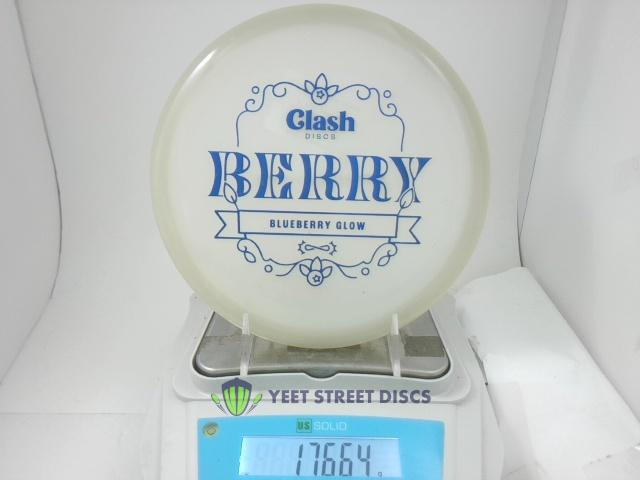 Clash
DISCS
BERRY
BLUEBERRY GLOW
YEET STREET DISCS
US SOLID
176.64 g